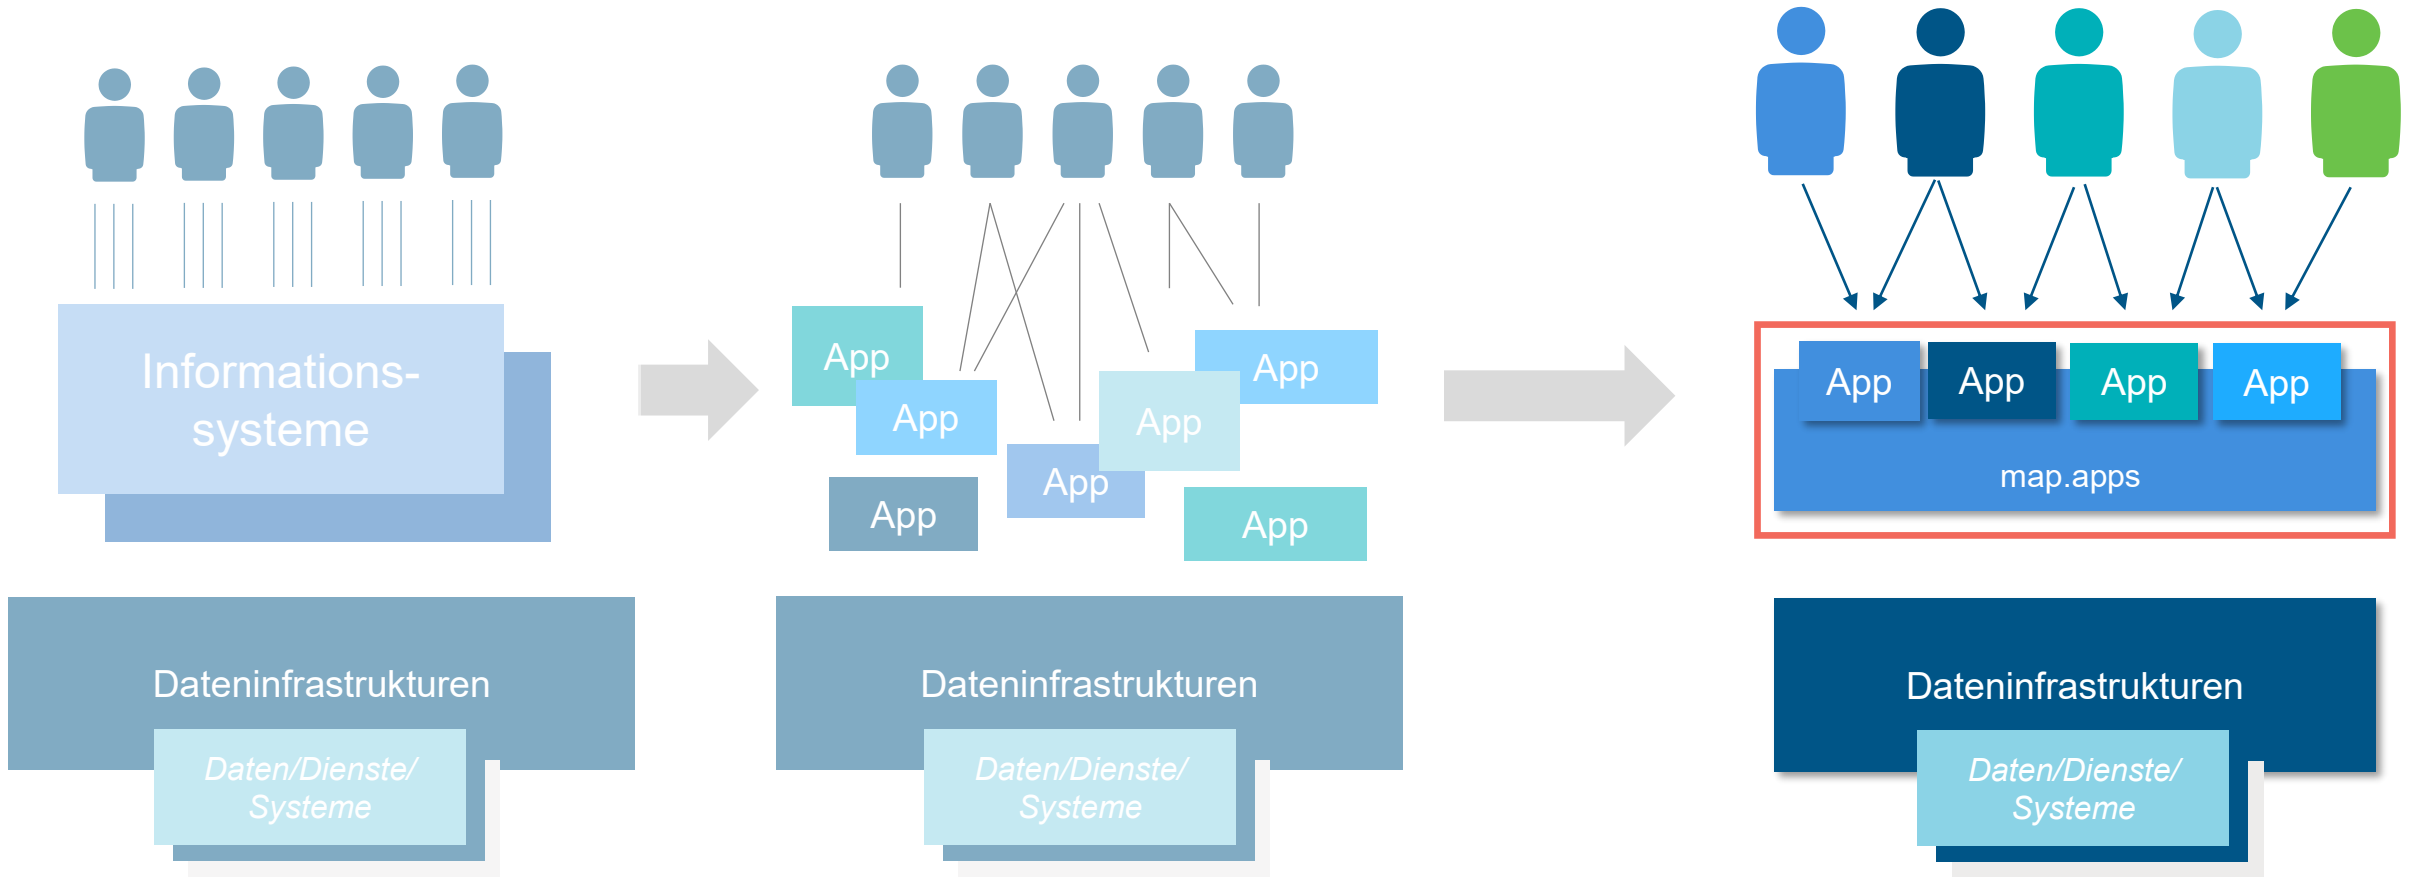 Informations-
systeme
Dateninfrastrukturen
Daten/Dienste/
Systeme
App
App
App
App
App
App
App
Dateninfrastrukturen
Daten/Dienste/
Systeme
App
App
App
App
map.apps
Dateninfrastrukturen
Daten/Dienste/
Systeme